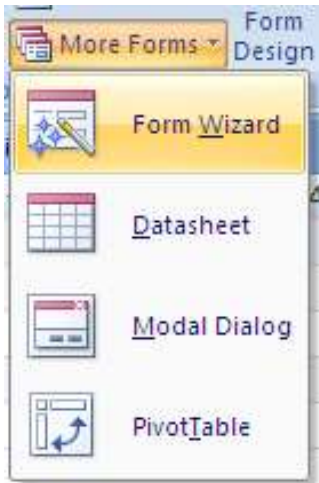 Form
More Forms
Design
Form Wizard
Datasheet
Modal Dialog
PivotTable